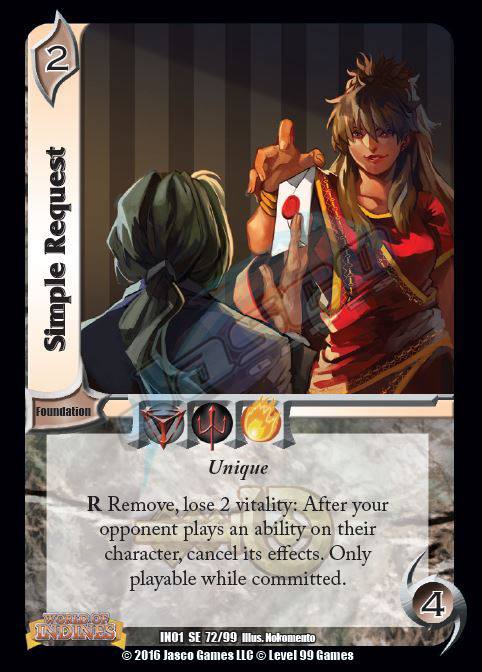 2
Simple Request
Foundation
Unique
R Remove, lose 2 vitality: After your
opponent plays an ability on their
character, cancel its effects. Only
playable while committed.
4
WORLD OF
INDINES
IN01 SE 72/99 Illus. Nokomento
© 2016 Jasco Games LLC © Level 99 Games